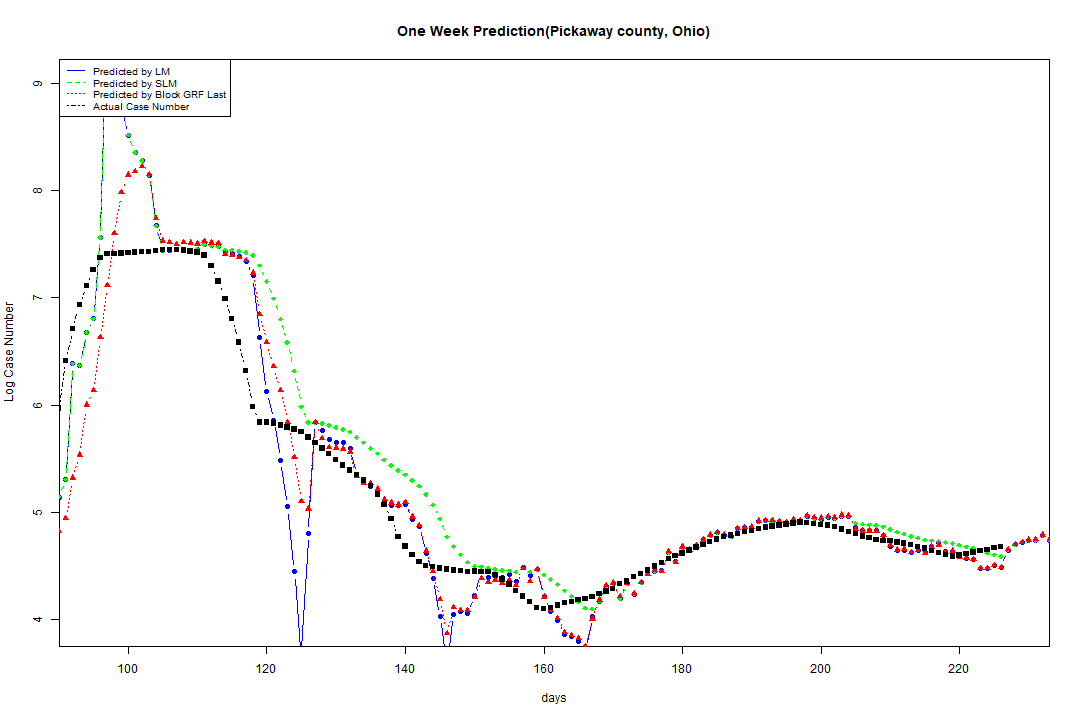 One Week Prediction(Pickaway county, Ohio)
Predicted by LM
Predicted by SLM
Predicted by Block GRF Last
Actual Case Number
Log Case Number
9
8
7
6
5
4
100 120 140 160 180 200 220
days